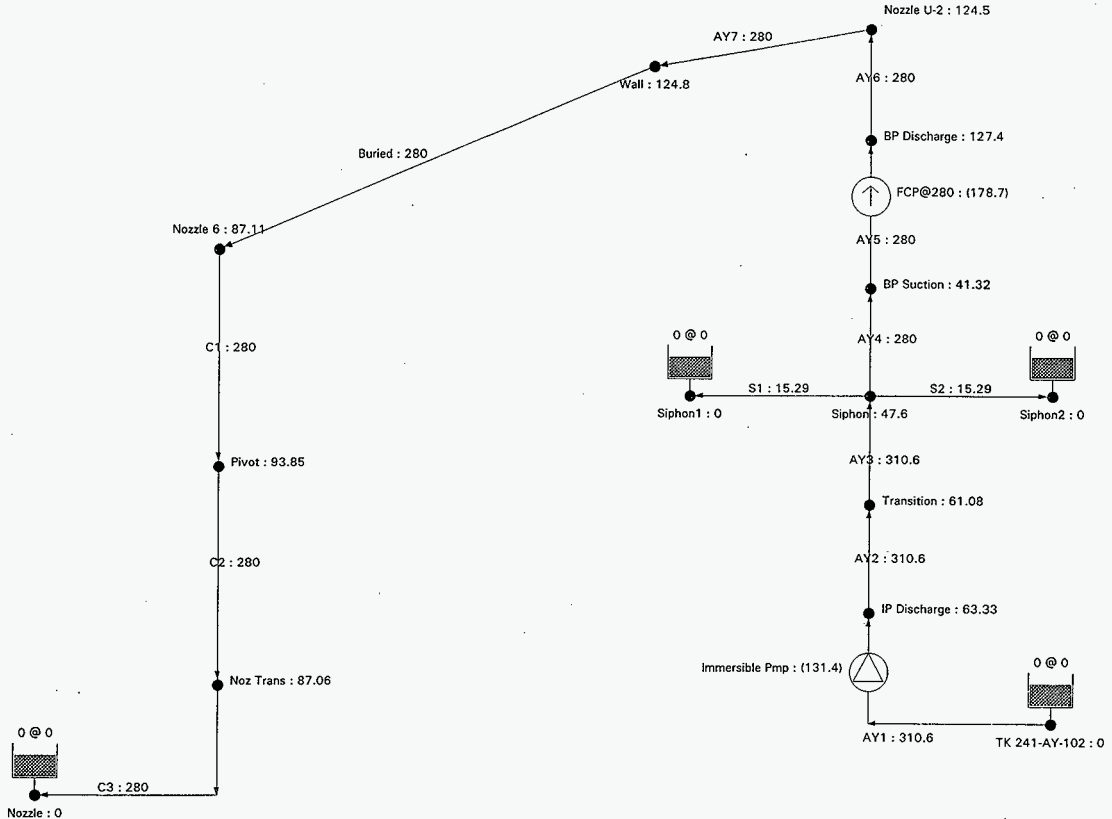 Nozzle U-2 : 124.5
AY7 : 280
AY6 : 280
Wall : 124.8
BP Discharge : 127.4
Buried : 280
FCP@280 : (178.7)
Nozzle 6 : 87.11
AY5 : 280
BP Suction : 41.32
0 @ 0
0 @ 0
C1 : 280
AY4 : 280
S1 : 15.29
S2 : 15.29
Siphon1 : 0
Siphon : 47.6
Siphon2 : 0
Pivot : 93.85
AY3 : 310.6
Transition : 61.08
C2 : 280
AY2 : 310.6
IP Discharge : 63.33
Immersible Pmp : (131.4)
0 @ 0
Noz Trans : 87.06
0 @ 0
AY1 : 310.6
TK 241-AY-102 : 0
C3 : 280
Nozzle : 0